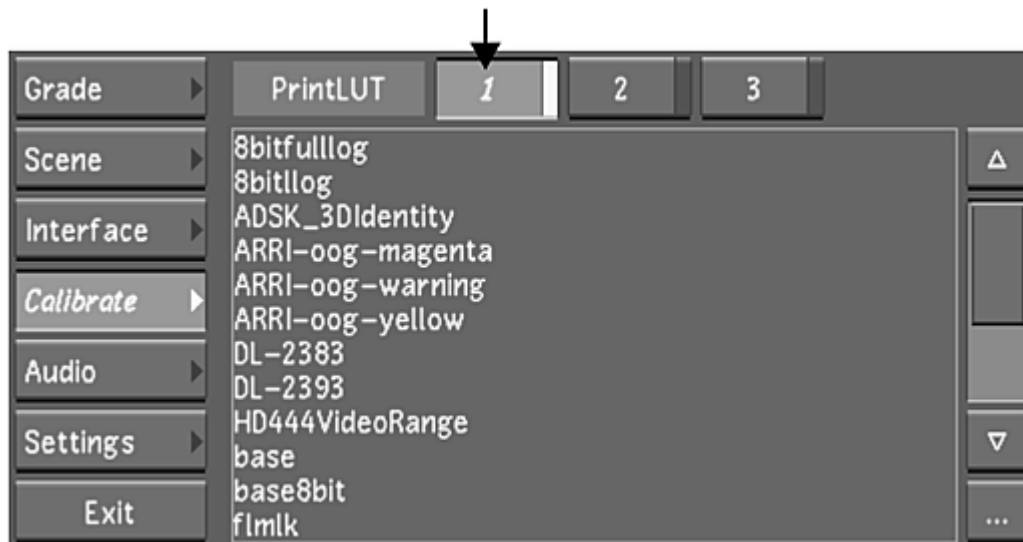 Grade
PrintLUT 1 2 3
Scene
Interface
Calibrate
Audio
Settings
Exit
8bitfulllog
8bitllog
ADSK_3DIdentity
ARRI-oog-magenta
ARRI-oog-warning
ARRI-oog-yellow
DL-2383
DL-2393
HD444VideoRange
base
base8bit
flmlk
...